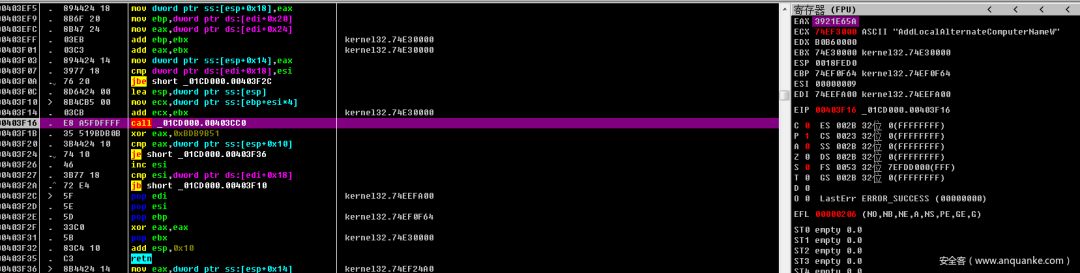 00403EF5 . 894424 18 mov dword ptr ss:[esp+0x18],eax
00403EF9 . 8B6F 20 mov ebp,dword ptr ds:[edi+0x20]
00403EFC . 8B47 24 mov eax,dword ptr ds:[edi+0x24]
00403EFF . 03EB add ebp,ebx kernel32.74E30000
00403F01 . 03C3 add eax,ebx kernel32.74E30000
00403F03 . 894424 14 mov dword ptr ss:[esp+0x14],eax
00403F07 . 3977 18 cmp dword ptr ds:[edi+0x18],esi
00403F0A . 76 20 jbe short _01CD000.00403F2C
00403F0C . 8D6424 00 lea esp,dword ptr ss:[esp]
00403F10 > 8B4CB5 00 mov ecx,dword ptr ss:[ebp+esi*4]
00403F14 . 03CB add ecx,ebx kernel32.74E30000
00403F16 . E8 A5FDFFFF call _01CD000.00403CC0
00403F1B . 35 519BDB0B xor eax,0xBDB9B51
00403F20 . 3B4424 10 cmp eax,dword ptr ss:[esp+0x10]
00403F24 . 74 10 je short _01CD000.00403F36
00403F26 . 46 inc esi
00403F27 . 3B77 18 cmp esi,dword ptr ds:[edi+0x18]
00403F2A .^ 72 E4 jb short _01CD000.00403F10
00403F2C > 5F pop edi kernel32.74EEFA00
00403F2D . 5E pop esi kernel32.74EEFA00
00403F2E . 5D pop ebp kernel32.74EF0F64
00403F2F . 33C0 xor eax,eax
00403F31 . 5B pop ebx kernel32.74E30000
00403F32 . 83C4 10 add esp,0x10
00403F35 . C3 retn
00403F36 > 8B4424 14 mov eax,dword ptr ss:[esp+0x14] kernel32.74EF24A0
寄存器 (FPU) < < < <
EAX 3921E65A
ECX 74EF3000 ASCII "AddLocalAlternateComputerNameW"
EDX B0B60000
EBX 74E30000 kernel32.74E30000
ESP 0018FED0
EBP 74EF0F64 kernel32.74EF0F64
ESI 00000009
EDI 74EEFA00 kernel32.74EEFA00
EIP 00403F16 _01CD000.00403F16
C 0 ES 002B 32位 0(FFFFFFFF)
P 1 CS 0023 32位 0(FFFFFFFF)
A 0 SS 002B 32位 0(FFFFFFFF)
Z 0 DS 002B 32位 0(FFFFFFFF)
S 0 FS 0053 32位 7EFDD000(FFF)
T 0 GS 002B 32位 0(FFFFFFFF)
D 0
O 0 LastErr ERROR_SUCCESS (00000000)
EFL 00000206 (NO,NB,NE,A,NS,PE,GE,G)
ST0 empty 0.0
ST1 empty 0.0
ST2 empty 0.0
ST3 empty 0.0
安全客（www.anquanke.com）